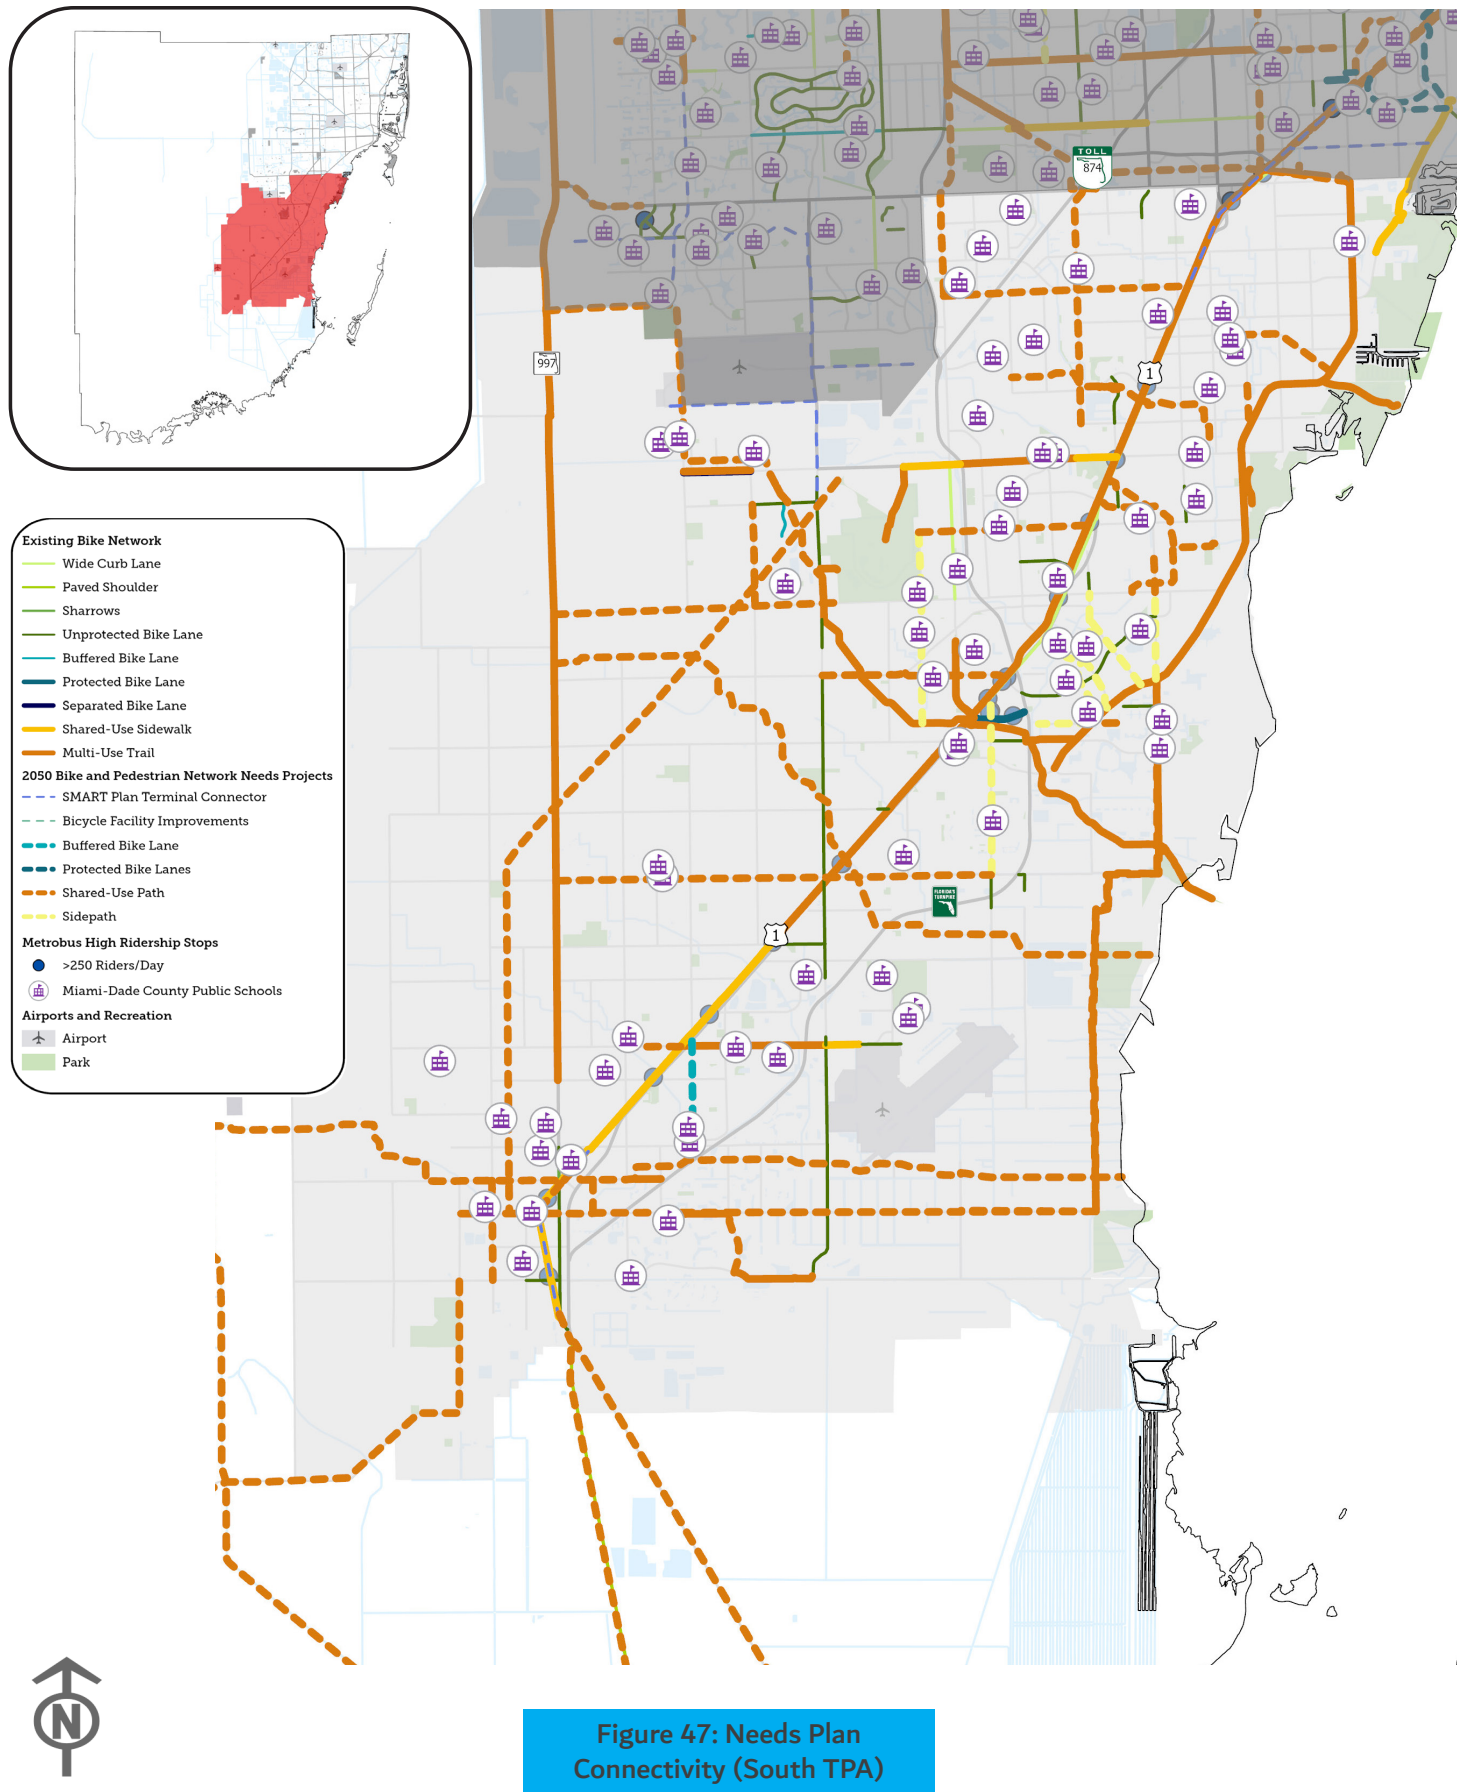 TOLL
874
997
1
Existing Bike Network
Wide Curb Lane
Paved Shoulder
Sharrows
Unprotected Bike Lane
Buffered Bike Lane
Protected Bike Lane
Separated Bike Lane
Shared-Use Sidewalk
Multi-Use Trail
2050 Bike and Pedestrian Network Needs Projects
SMART Plan Terminal Connector
Bicycle Facility Improvements
Buffered Bike Lane
Protected Bike Lanes
Shared-Use Path
Sidepath
Metrobus High Ridership Stops
>250 Riders/Day
Miami-Dade County Public Schools
Airports and Recreation
Airport
Park
FLORIDA'S
TURNPIKE
1
N
Figure 47: Needs Plan
Connectivity (South TPA)